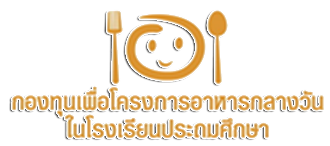 กองทุนเพื่อโครงการอาหารกลางวัน
ในโรงเรียนประถมศึกษา